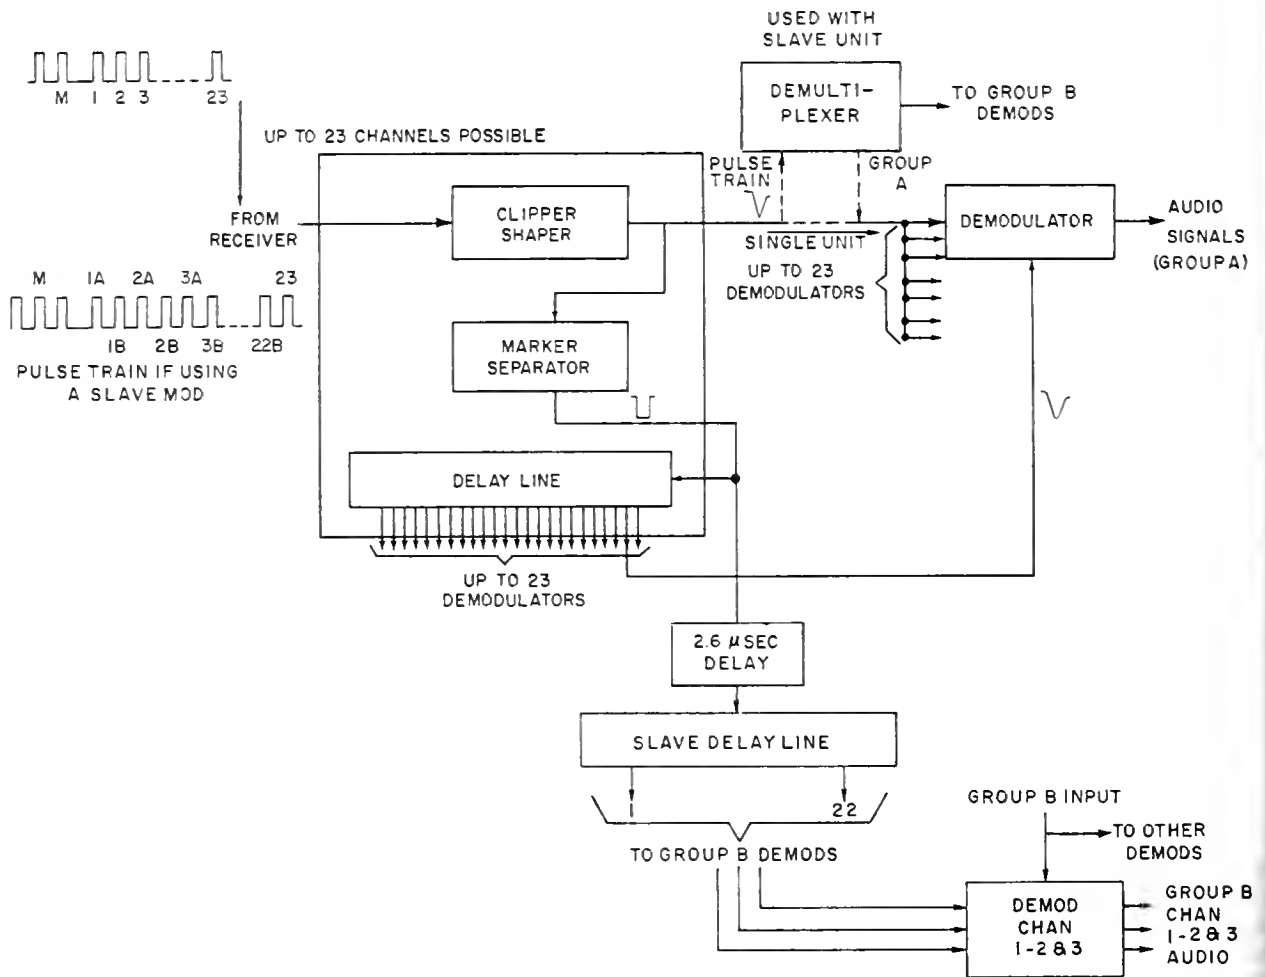 USED WITH
SLAVE UNIT
M 1 2 3 23
DEMULTI-
PLEXER
TO GROUP B
DEMODS
UP TO 23 CHANNELS POSSIBLE
PULSE
TRAIN
GROUP
A
CLIPPER
SHAPER
FROM
RECEIVER
DEMODULATOR
AUDIO
SIGNALS
(GROUP A)
SINGLE UNIT
UP TO 23
DEMODULATORS
M 1A 2A 3A 23
1B 2B 3B 22B
PULSE TRAIN IF USING
A SLAVE MOD
MARKER
SEPARATOR
DELAY LINE
UP TO 23
DEMODULATORS
2.6 μSEC
DELAY
SLAVE DELAY LINE
1 22
TO GROUP B DEMODS
GROUP B INPUT
TO OTHER
DEMODS
DEMOD
CHAN
1-2 & 3
GROUP B
CHAN
1-2 & 3
AUDIO